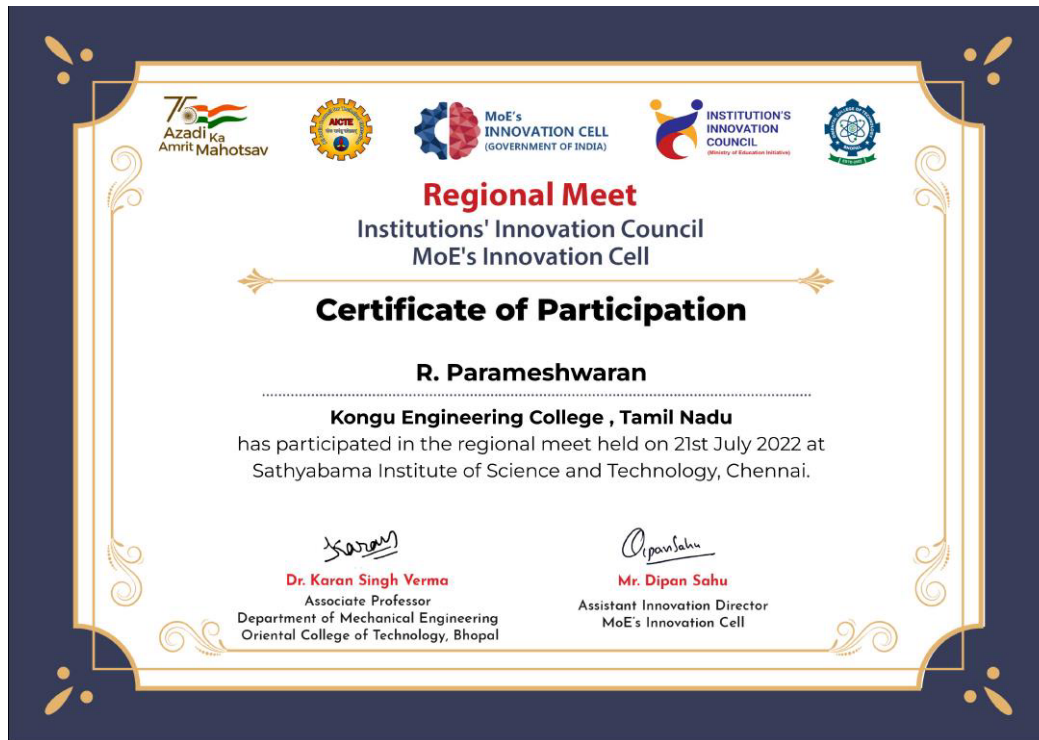 75
Azadi Ka
Amrit Mahotsav
AICTE
MoE's
INNOVATION CELL
(GOVERNMENT OF INDIA)
INSTITUTION'S
INNOVATION
COUNCIL
(Ministry of Education Initiative)
Regional Meet
Institutions' Innovation Council
MoE's Innovation Cell
Certificate of Participation
R. Parameshwaran
Kongu Engineering College , Tamil Nadu
has participated in the regional meet held on 21st July 2022 at
Sathyabama Institute of Science and Technology, Chennai.
Karan
Dr. Karan Singh Verma
Associate Professor
Department of Mechanical Engineering
Oriental College of Technology, Bhopal
DipanSahu
Mr. Dipan Sahu
Assistant Innovation Director
MoE's Innovation Cell